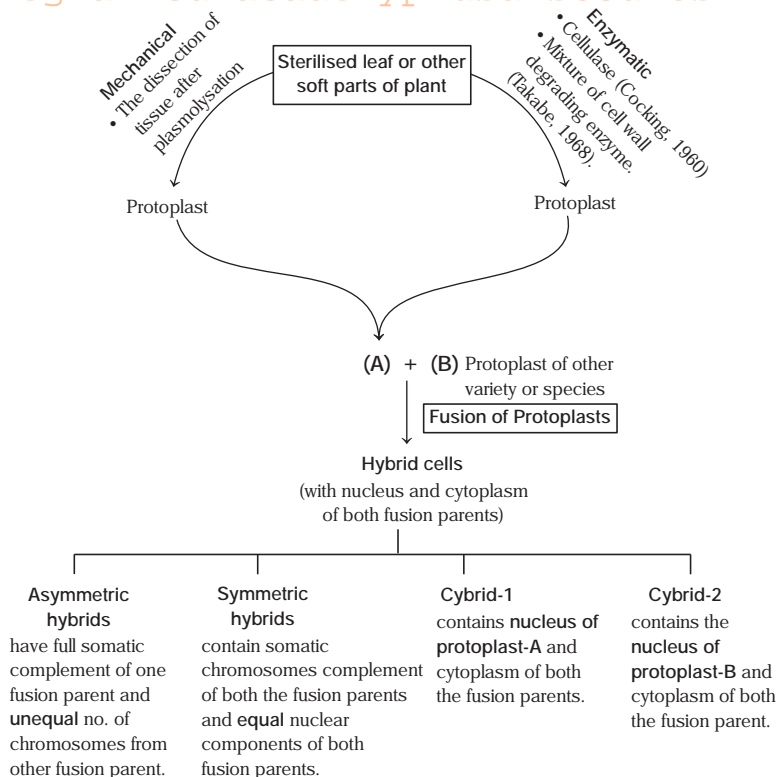 Mechanical
• The dissection of
tissue after
plasmolysation
Sterilised leaf or other
soft parts of plant
Enzymatic
• Cellulase (Cocking, 1960)
• Mixture of cell wall
degrading enzyme.
(Takabe, 1968).
Protoplast
Protoplast
(A) + (B) Protoplast of other
variety or species
Fusion of Protoplasts
Hybrid cells
(with nucleus and cytoplasm
of both fusion parents)
Asymmetric
hybrids
have full somatic
complement of one
fusion parent and
unequal no. of
chromosomes from
other fusion parent.
Symmetric
hybrids
contain somatic
chromosomes complement
of both the fusion parents
and equal nuclear
components of both
fusion parents.
Cybrid-1
contains nucleus of
protoplast-A and
cytoplasm of both
the fusion parents.
Cybrid-2
contains the
nucleus of
protoplast-B and
cytoplasm of both
the fusion parent.